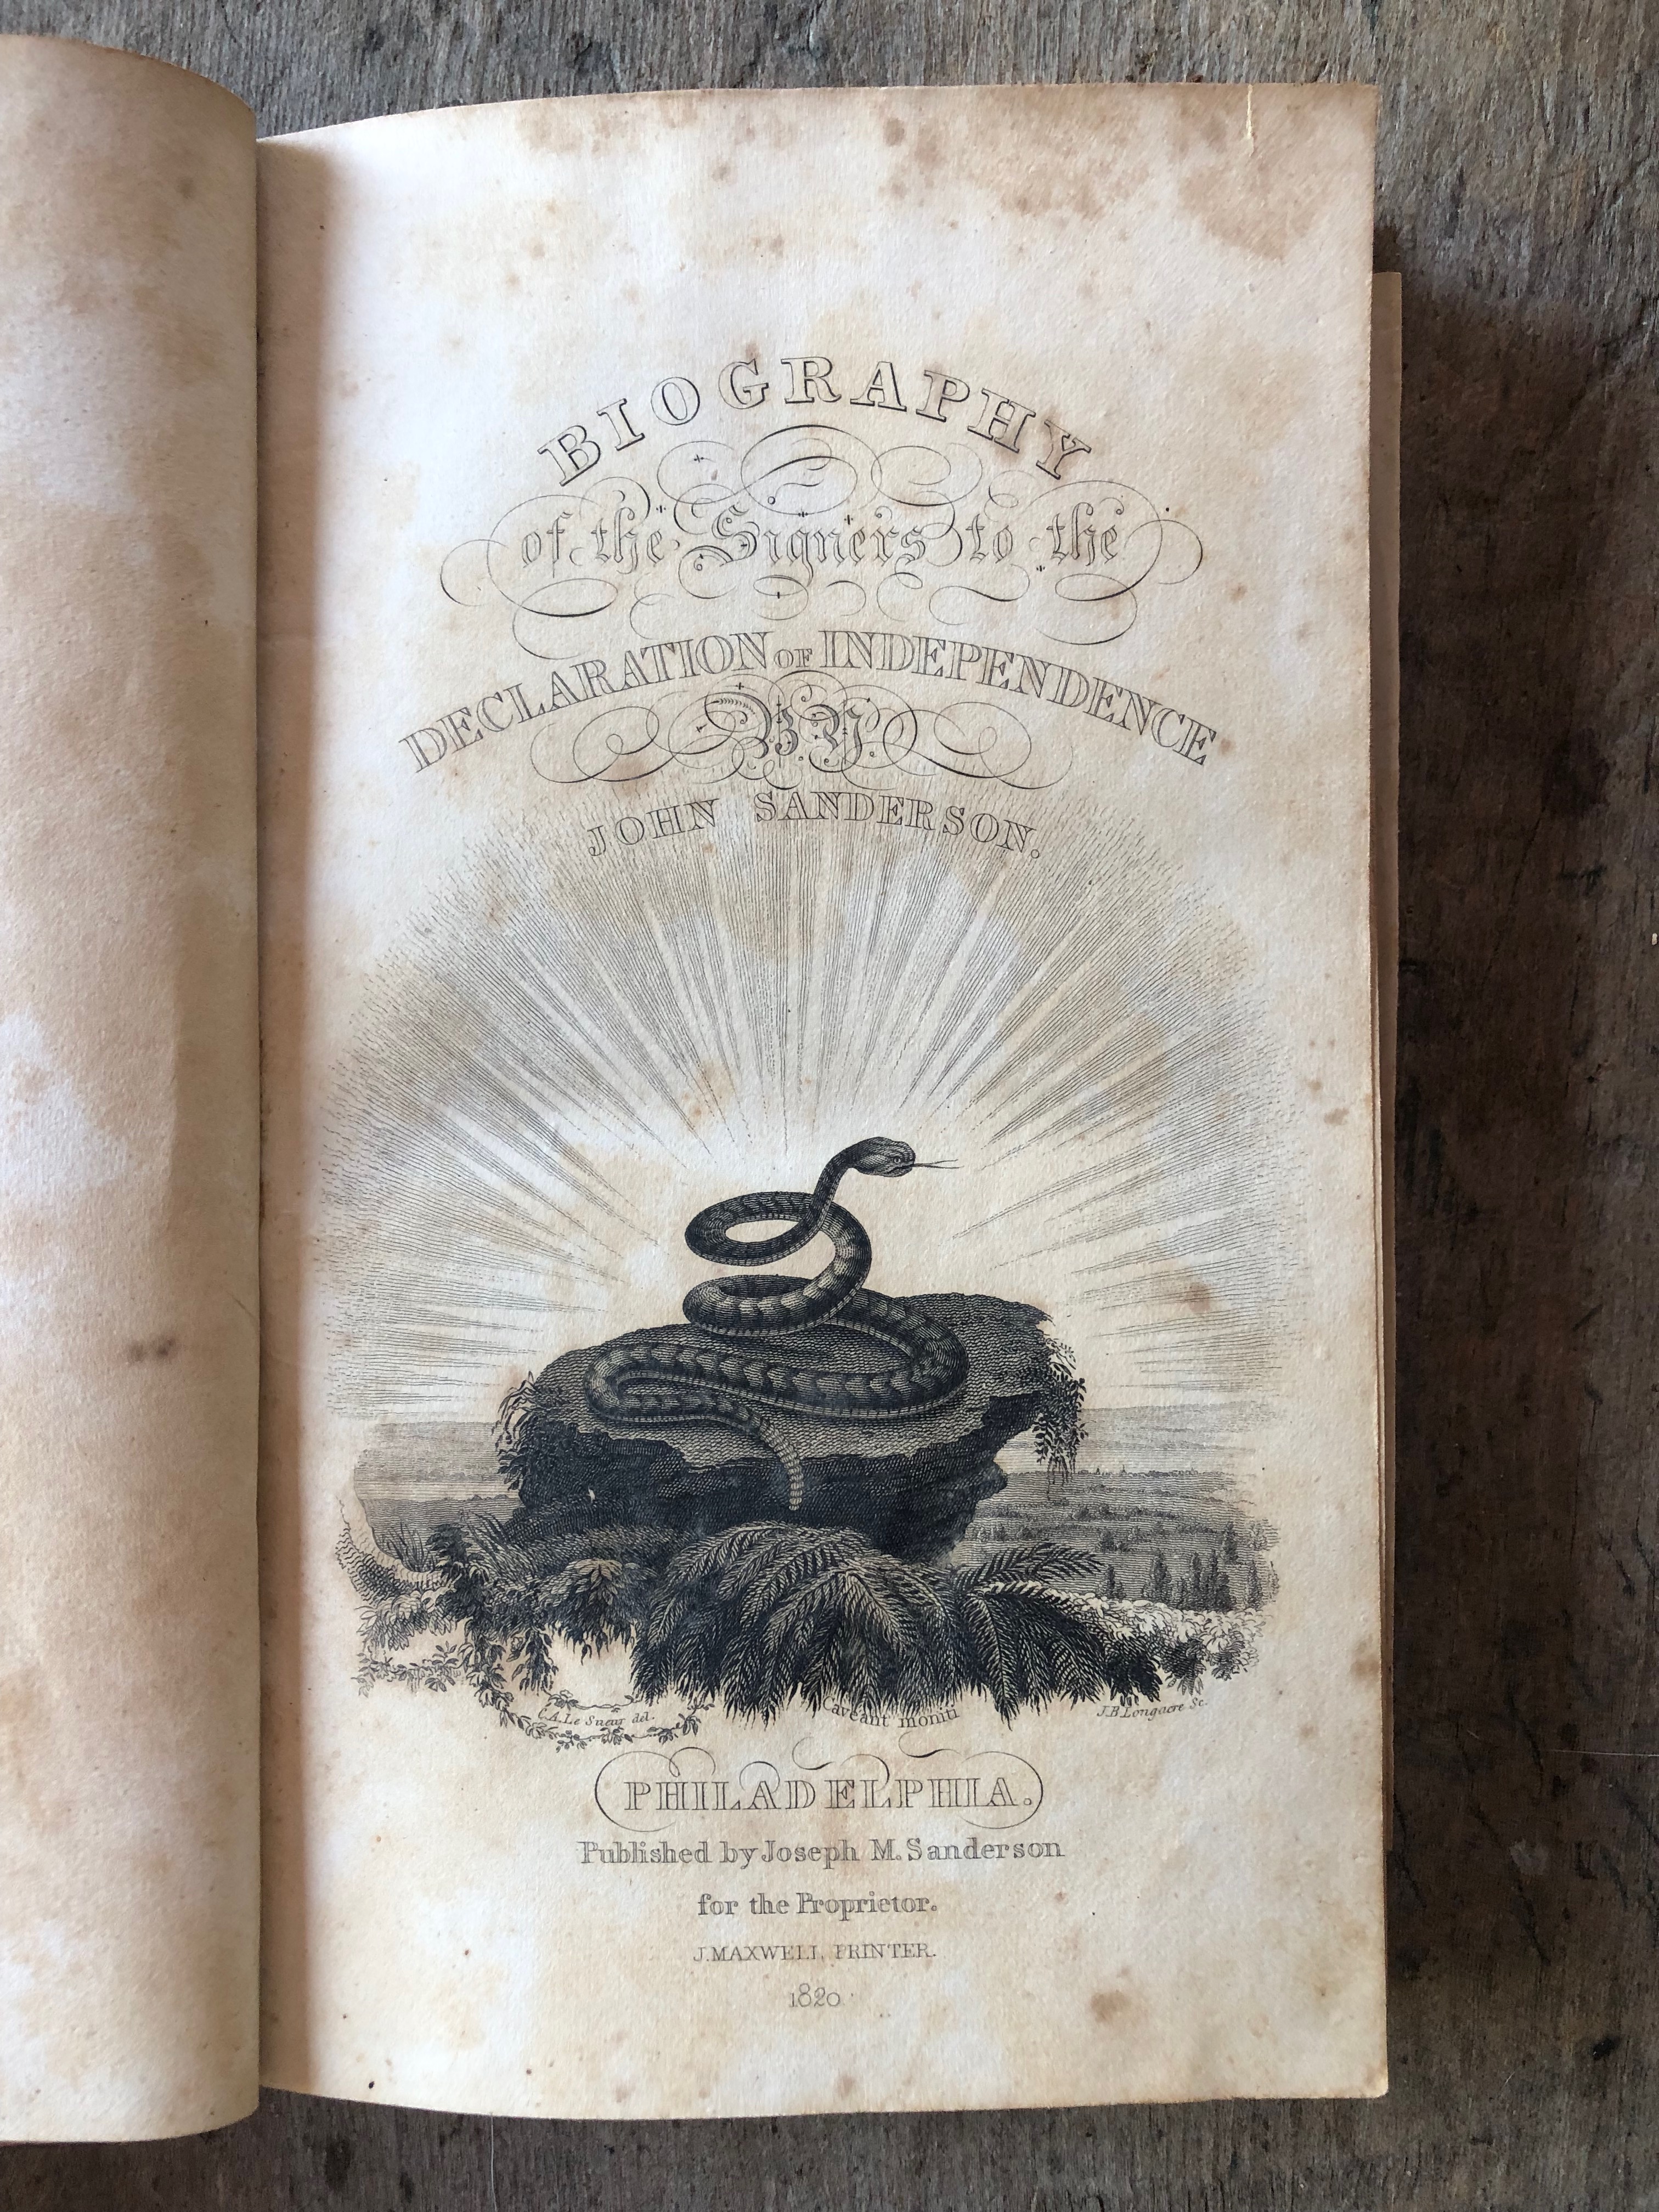 BIOGRAPHY
of the Signers to the
DECLARATION OF INDEPENDENCE
BY
JOHN SANDERSON.
C.A. Le Sueur del.
Caveant moniti
J.B. Longacre Sc.
PHILADELPHIA.
Published by Joseph M. Sanderson
for the Proprietor.
J. MAXWELL, PRINTER.
1820